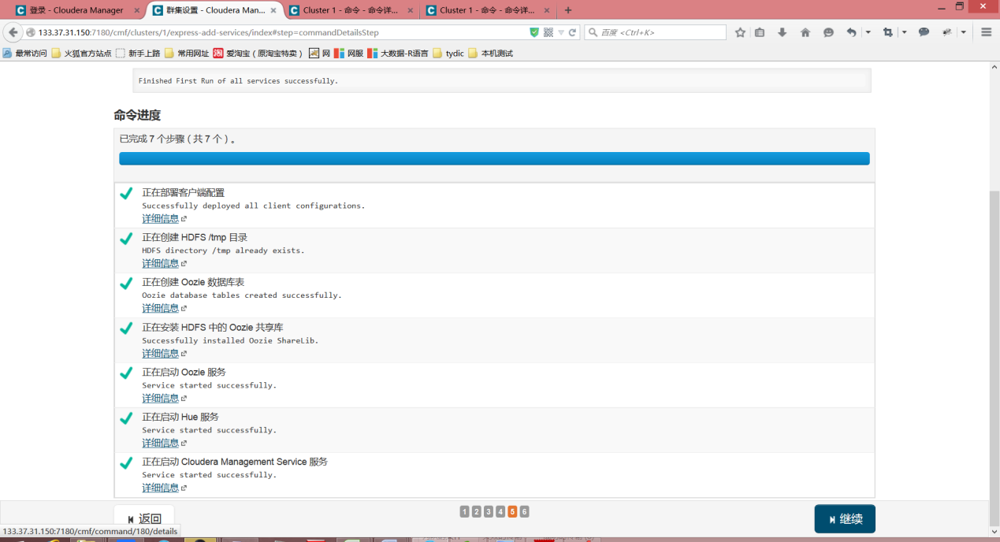 登录 - Cloudera Manager
群集设置 - Cloudera Man...
Cluster 1 - 命令 - 命令详...
Cluster 1 - 命令 - 命令详...
133.37.31.150:7180/cmf/clusters/1/express-add-services/index#step=commandDetailsStep
百度 <Ctrl+K>
最常访问 火狐官方站点 新手上路 常用网址 爱淘宝（原淘宝特卖） 网 网服 大数据-R语言 tydic 本机测试
Finished First Run of all services successfully.
命令进度
已完成 7 个步骤（共 7 个）。
正在部署客户端配置
Successfully deployed all client configurations.
详细信息
正在创建 HDFS /tmp 目录
HDFS directory /tmp already exists.
详细信息
正在创建 Oozie 数据库表
Oozie database tables created successfully.
详细信息
正在安装 HDFS 中的 Oozie 共享库
Successfully installed Oozie ShareLib.
详细信息
正在启动 Oozie 服务
Service started successfully.
详细信息
正在启动 Hue 服务
Service started successfully.
详细信息
正在启动 Cloudera Management Service 服务
Service started successfully.
详细信息
返回
1 2 3 4 5 6
继续
133.37.31.150:7180/cmf/command/180/details